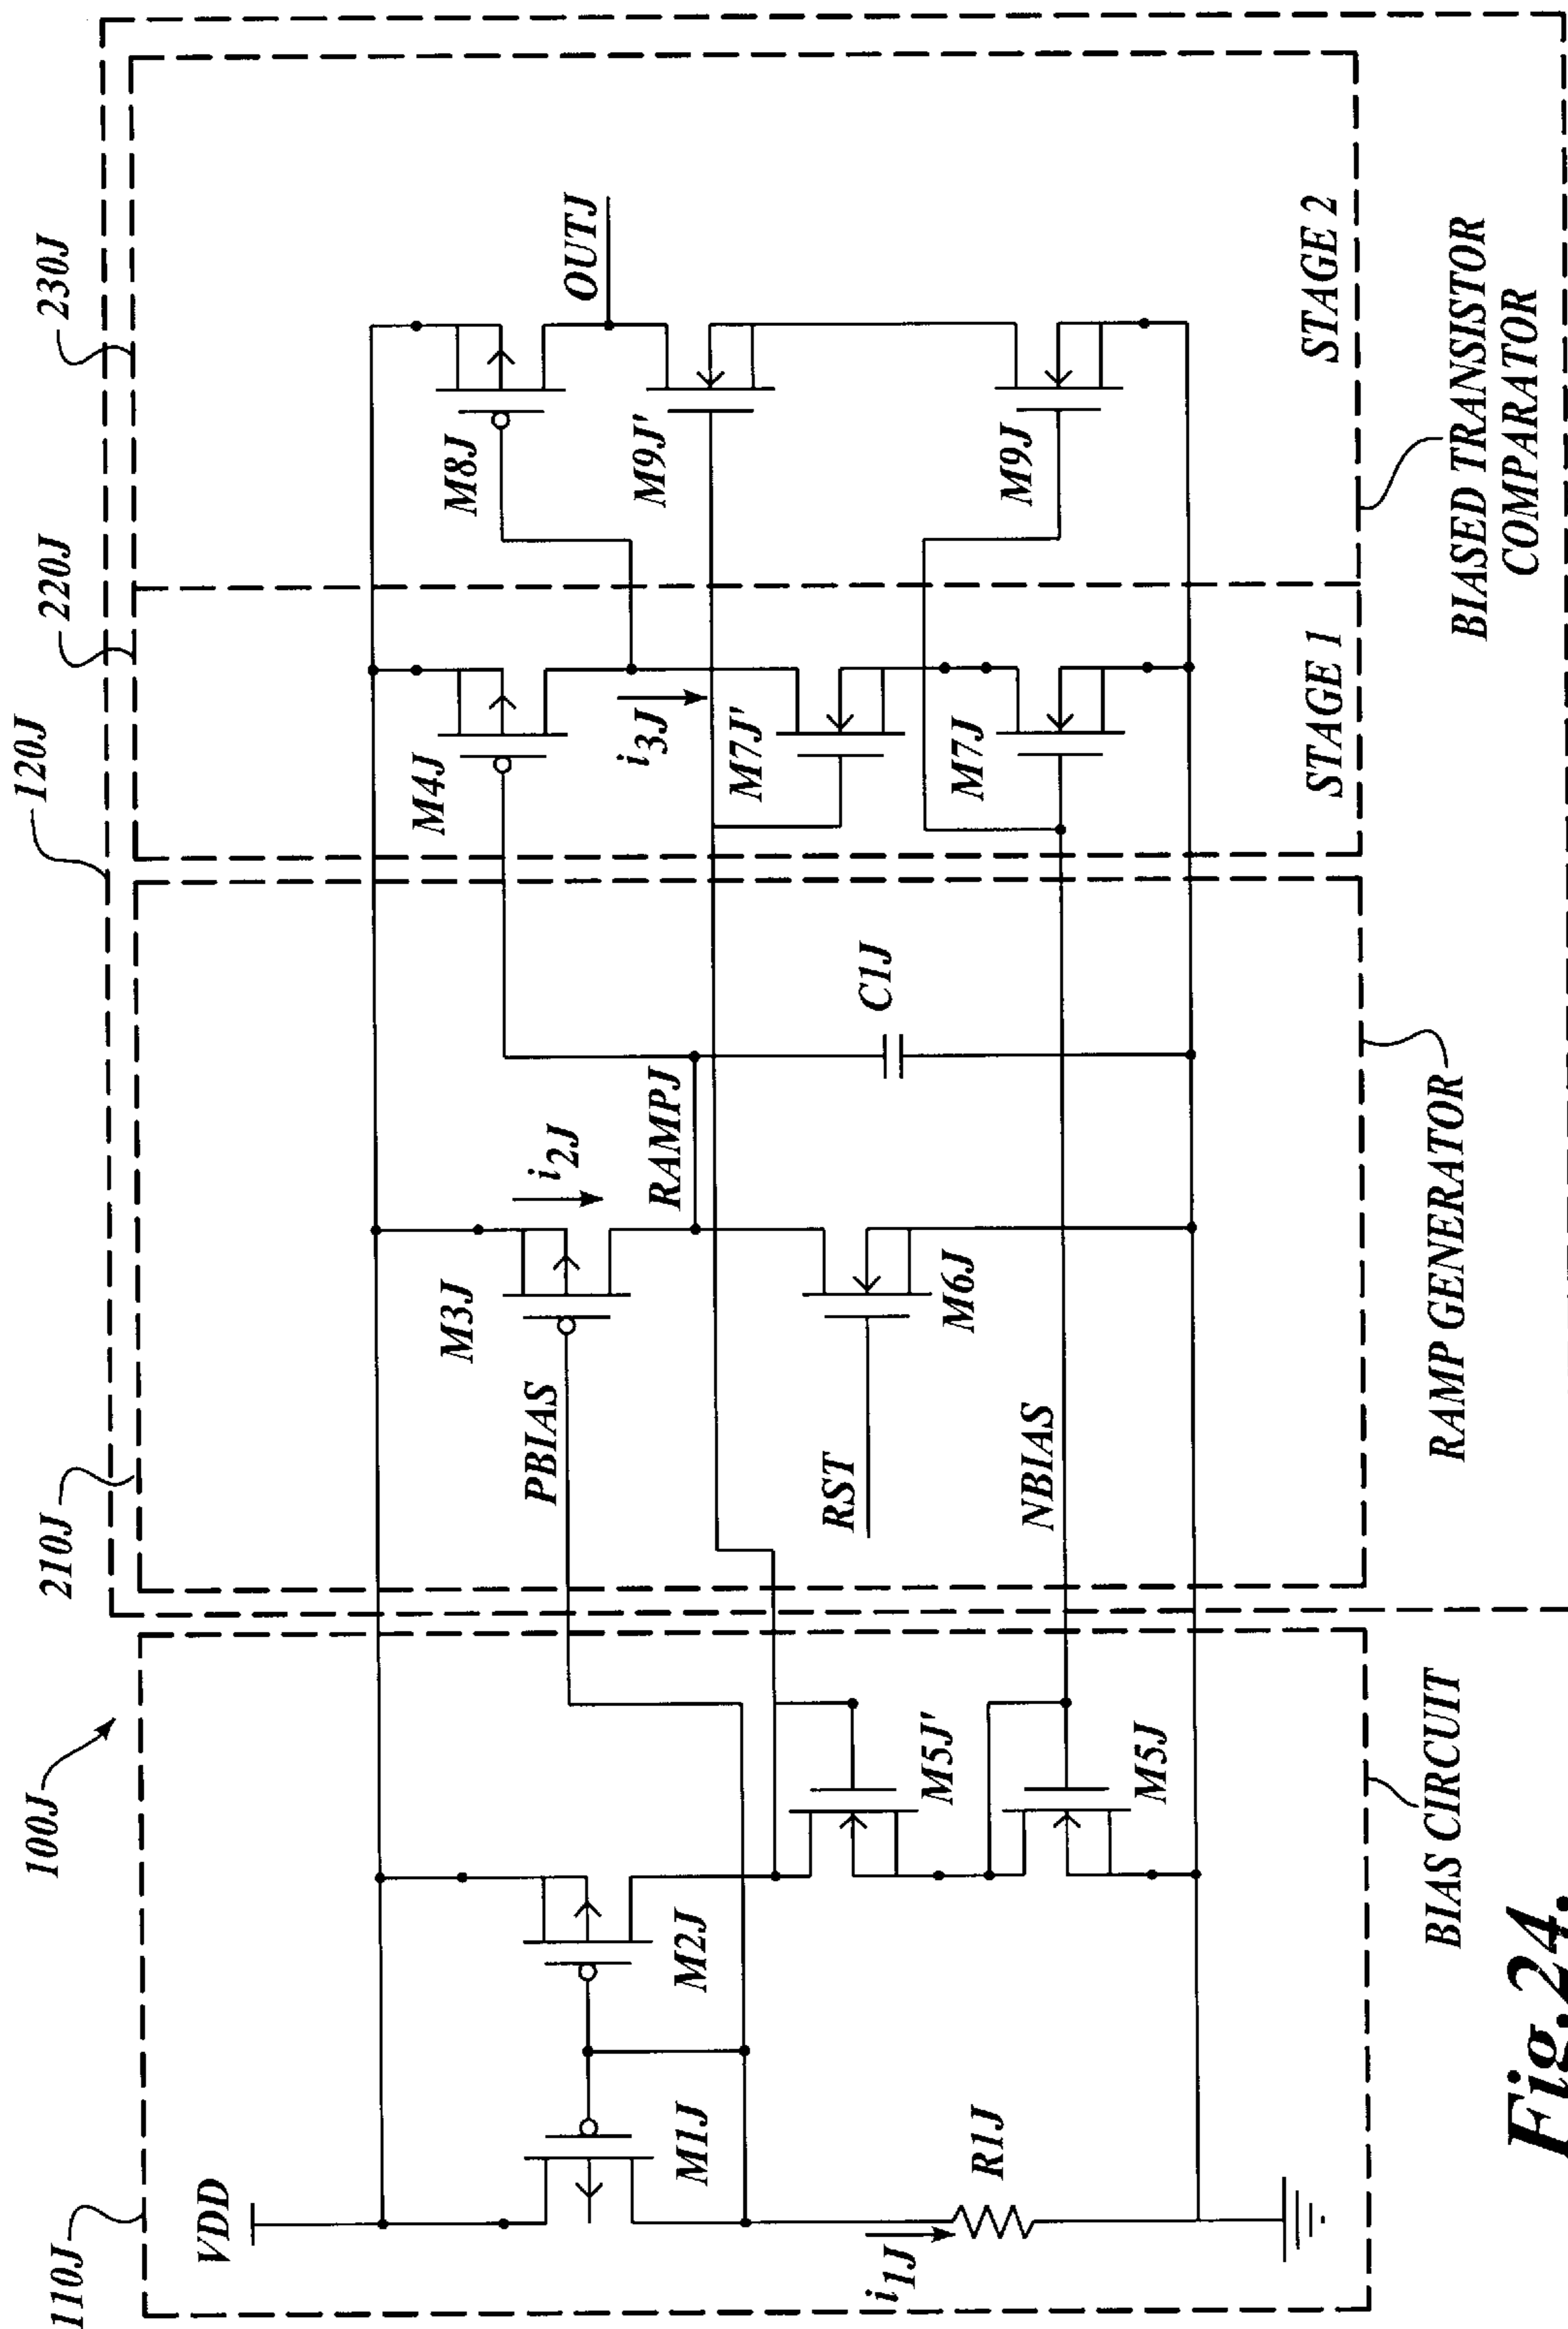 100J
110J
210J
120J
220J
230J
VDD
M1J
M2J
i1J
R1J
M5J'
M5J
BIAS CIRCUIT
PBIAS
M3J
i2J
RAMPJ
RST
M6J
NBIAS
C1J
RAMP GENERATOR
M4J
i3J
M7J'
M7J
STAGE 1
M8J
OUTJ
M9J'
M9J
STAGE 2
BIASED TRANSISTOR
COMPARATOR
Fig.24.